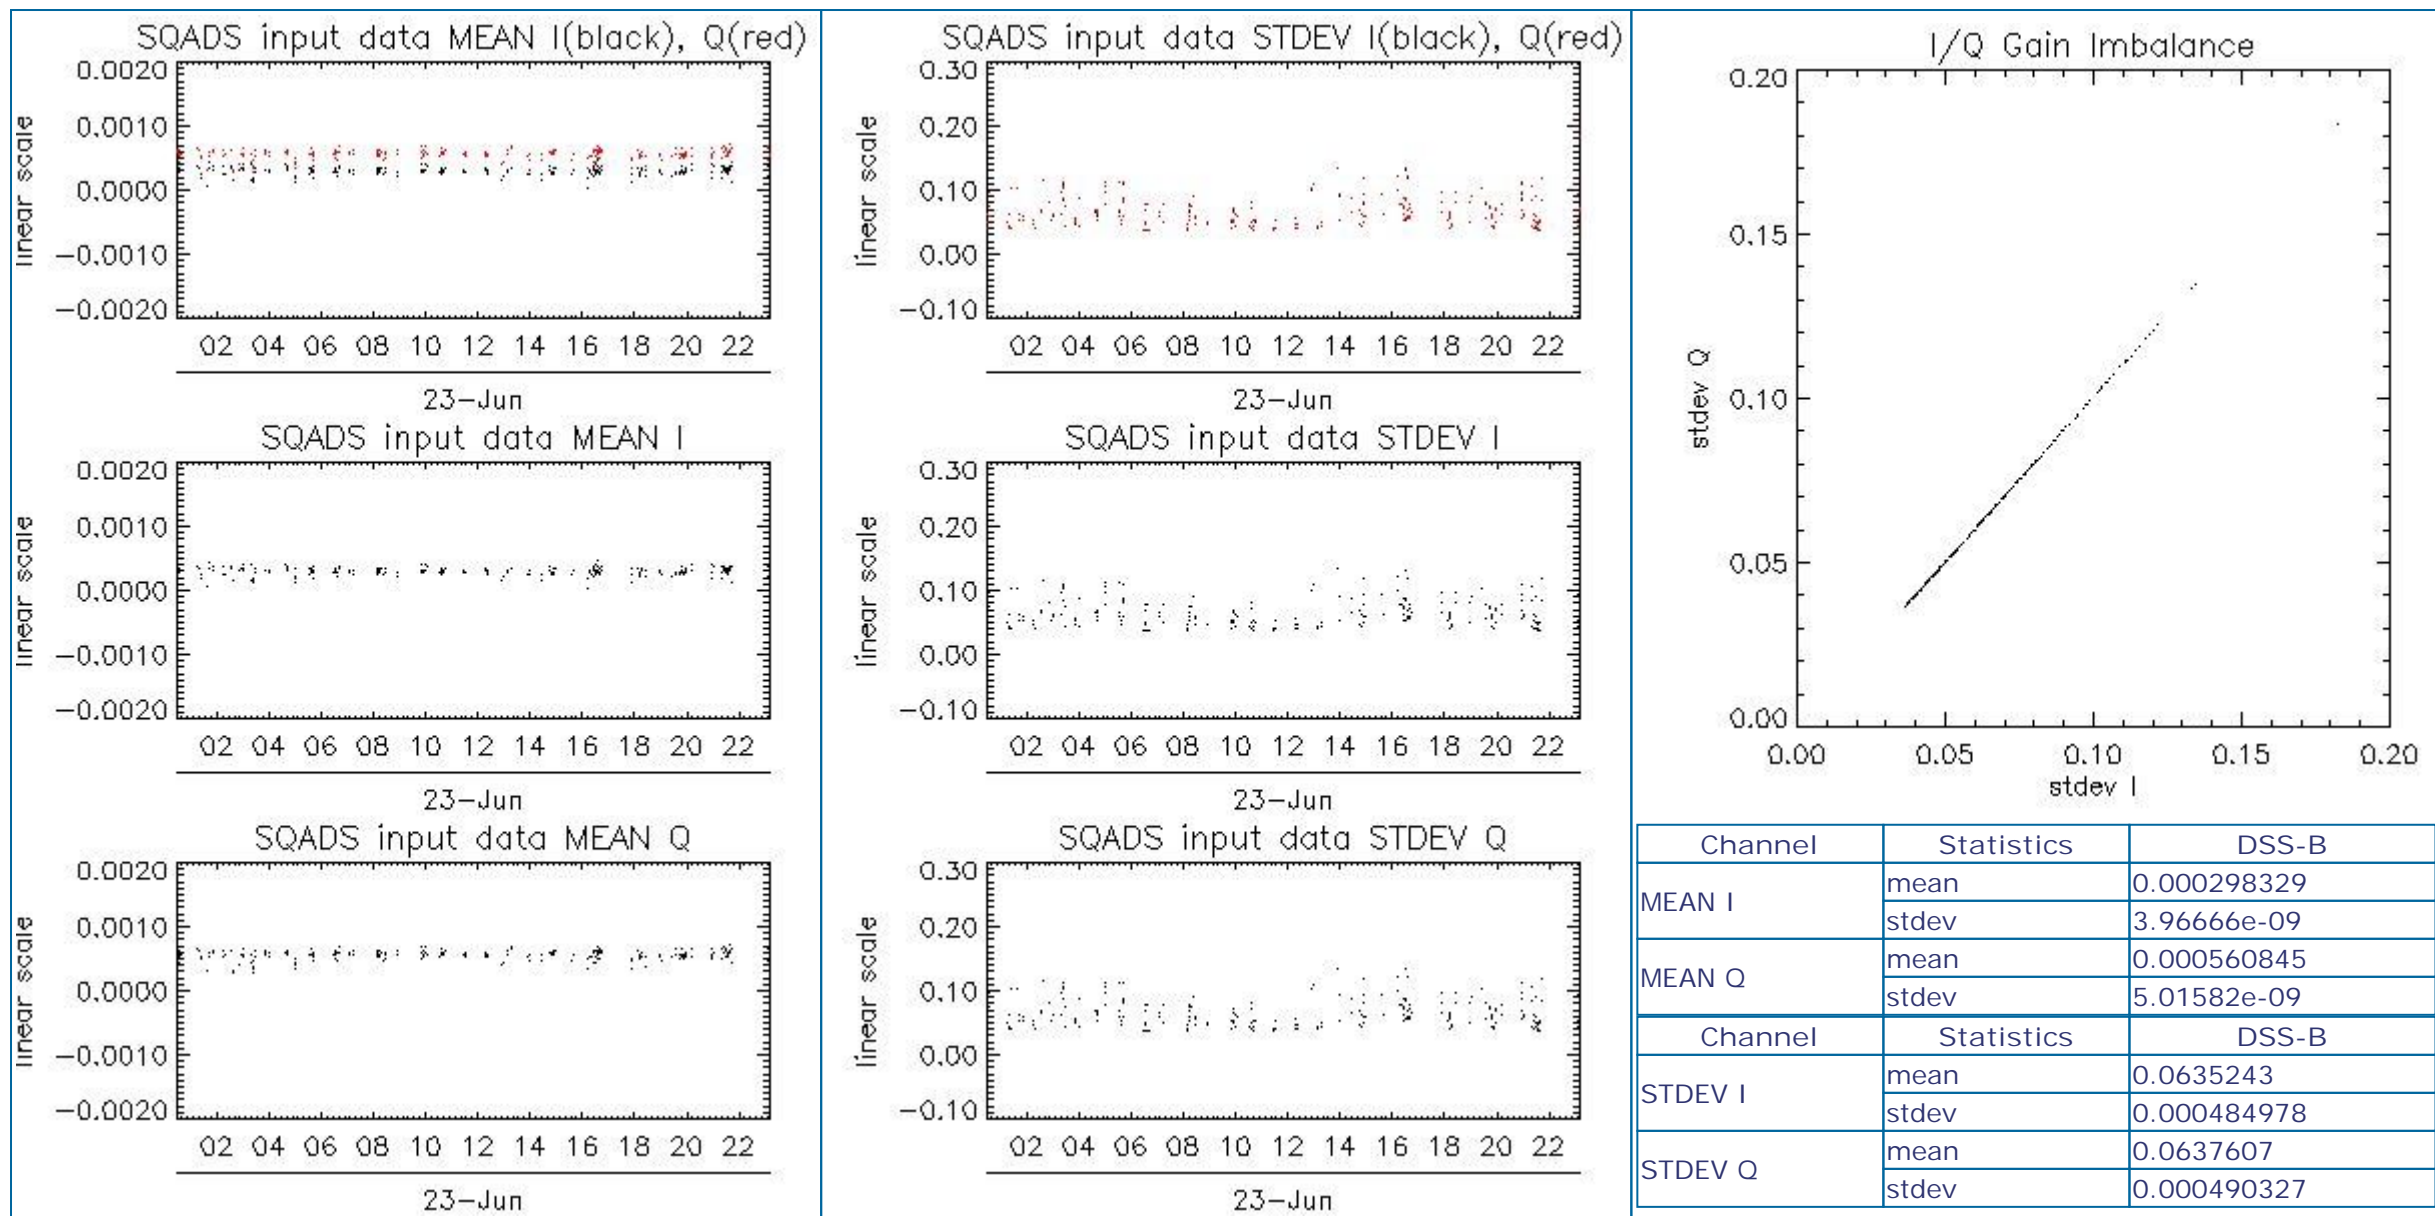 SQADS input data MEAN I(black), Q(red)
0.0020
0.0010
0.0000
−0.0010
−0.0020
linear scale
02 04 06 08 10 12 14 16 18 20 22
23−Jun
SQADS input data MEAN I
0.0020
0.0010
0.0000
−0.0010
−0.0020
linear scale
02 04 06 08 10 12 14 16 18 20 22
23−Jun
SQADS input data MEAN Q
0.0020
0.0010
0.0000
−0.0010
−0.0020
linear scale
02 04 06 08 10 12 14 16 18 20 22
23−Jun
SQADS input data STDEV I(black), Q(red)
0.30
0.20
0.10
0.00
−0.10
linear scale
02 04 06 08 10 12 14 16 18 20 22
23−Jun
SQADS input data STDEV I
0.30
0.20
0.10
0.00
−0.10
linear scale
02 04 06 08 10 12 14 16 18 20 22
23−Jun
SQADS input data STDEV Q
0.30
0.20
0.10
0.00
−0.10
linear scale
02 04 06 08 10 12 14 16 18 20 22
23−Jun
I/Q Gain Imbalance
0.20
0.15
0.10
0.05
0.00
stdev Q
0.00 0.05 0.10 0.15 0.20
stdev I
Channel Statistics DSS-B
MEAN I mean 0.000298329
stdev 3.96666e-09
MEAN Q mean 0.000560845
stdev 5.01582e-09
Channel Statistics DSS-B
STDEV I mean 0.0635243
stdev 0.000484978
STDEV Q mean 0.0637607
stdev 0.000490327